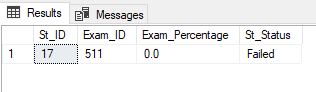 Results Messages
St_ID Exam_ID Exam_Percentage St_Status
1 17 511 0.0 Failed